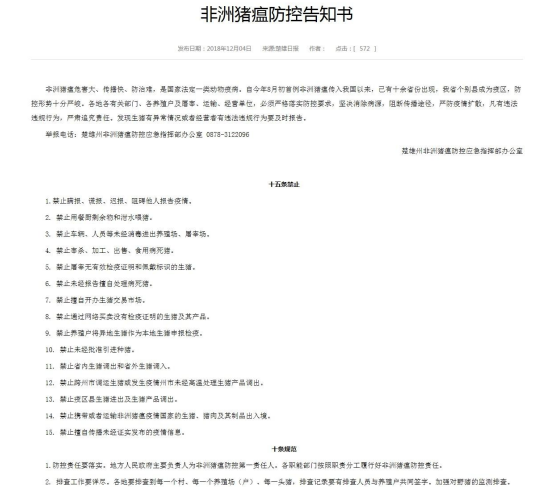 非洲猪瘟防控告知书
发布日期：2018年12月04日 来源:楚雄日报 作者： 点击：[ 572 ]
非洲猪瘟危害大、传播快、防治难，是国家法定一类动物疫病。自今年8月初首例非洲猪瘟传入我国以来，已有十余省份出现，我省个别县成为疫区，防
控形势十分严峻。各地各有关部门、各养殖户及屠宰、运输、经营单位，必须严格落实防控要求，坚决消除病源，阻断传播途径，严防疫情扩散，凡有违法
违规行为，严肃追究责任。发现生猪有异常情况或者经营者有违法违规行为要及时报告。
举报电话：楚雄州非洲猪瘟防控应急指挥部办公室 0878-3122096
楚雄州非洲猪瘟防控应急指挥部办公室
十五条禁止
1.禁止瞒报、谎报、迟报、阻碍他人报告疫情。
2. 禁止用餐厨剩余物和泔水喂猪。
3. 禁止车辆、人员等未经消毒进出养殖场、屠宰场。
4. 禁止宰杀、加工、出售、食用病死猪。
5. 禁止屠宰无有效检疫证明和佩戴标识的生猪。
6. 禁止未经报告擅自处理病死猪。
7. 禁止擅自开办生猪交易市场。
8. 禁止通过网络买卖没有检疫证明的生猪及其产品。
9. 禁止养殖户将异地生猪作为本地生猪申报检疫。
10. 禁止未经批准引进种猪。
11. 禁止省内生猪调出和省外生猪调入。
12. 禁止跨州市调运生猪或发生疫情州市未经高温处理生猪产品调出。
13. 禁止疫区县生猪进出及生猪产品调出。
14. 禁止携带或者运输非洲猪瘟疫情国家的生猪、猪肉及其制品出入境。
15. 禁止擅自传播未经证实发布的疫情信息。
十条规范
1.防控责任要落实。地方人民政府主要负责人为非洲猪瘟防控第一责任人。各职能部门按照职责分工履行好非洲猪瘟防控责任。
2. 排查工作要详尽。各地要排查到每一个村、每一个养殖场（户）、每一头猪，排查记录要有排查人员与养殖户共同签字。加强对野猪的监测排查。